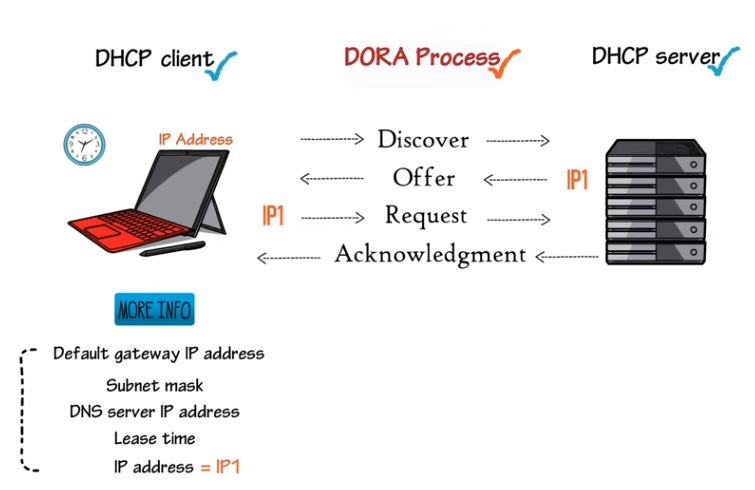 DHCP client
DORA Process
DHCP server
IP Address
Discover
Offer
IP1
IP1
Request
Acknowledgment
MORE INFO
Default gateway IP address
Subnet mask
DNS server IP address
Lease time
IP address = IP1